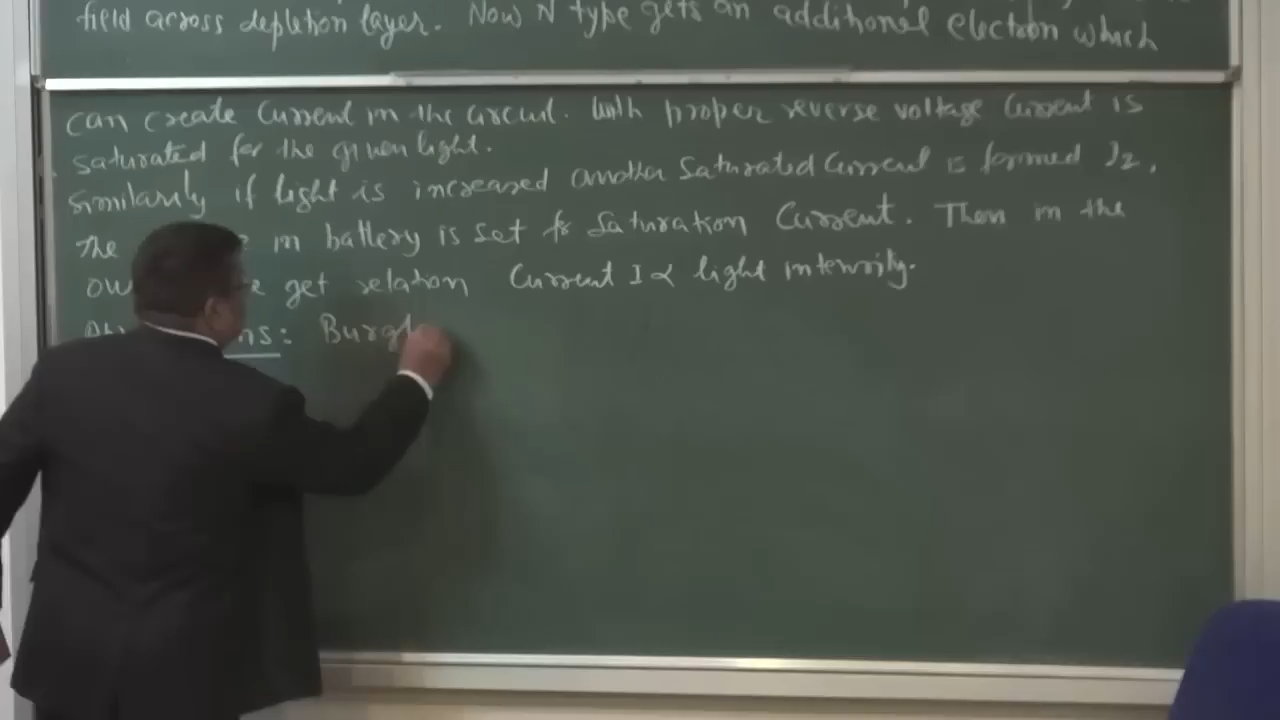 field across depletion layer. Now N type gets an additional electron which
can create current in the circuit. With proper reverse voltage current is
saturated for the given light.
Similarly if light is increased another saturated current is formed I2.
The in battery is set to saturation current. Then in the
get relation current I ∝ light intensity.
ns: Burgl